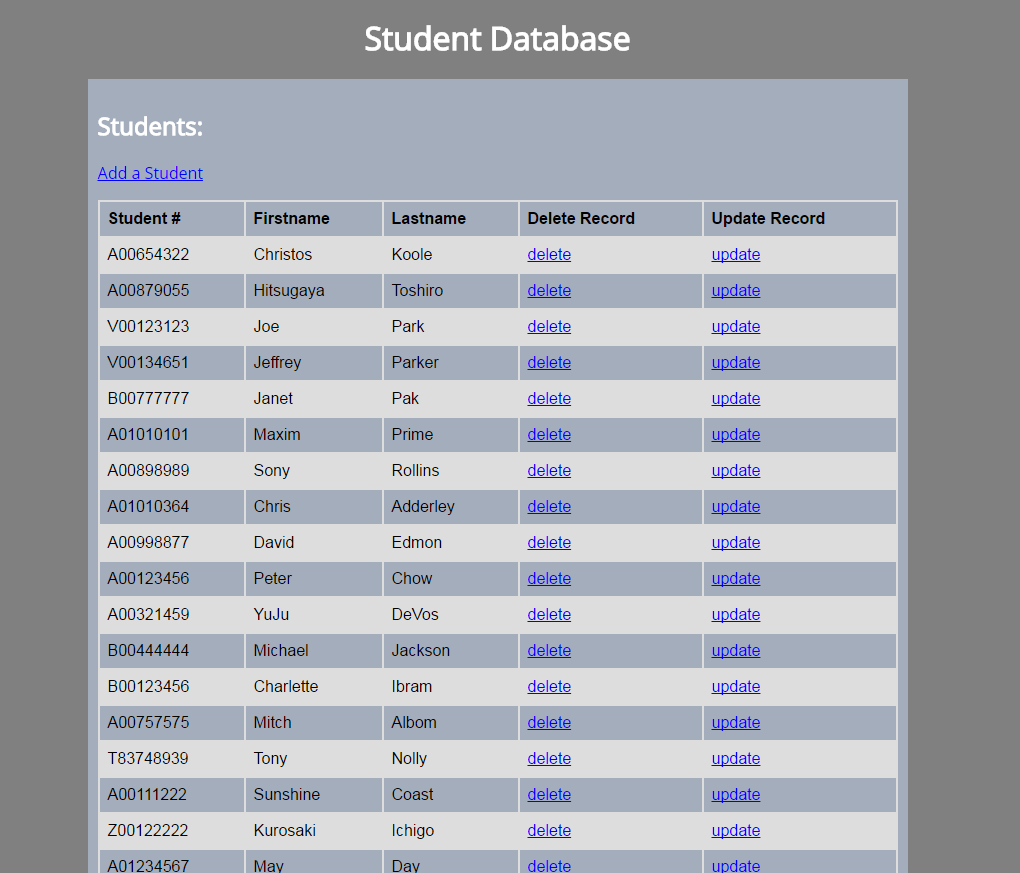 Student Database
Students:
Add a Student
Student # Firstname Lastname Delete Record Update Record
A00654322 Christos Koole delete update
A00879055 Hitsugaya Toshiro delete update
V00123123 Joe Park delete update
V00134651 Jeffrey Parker delete update
B00777777 Janet Pak delete update
A01010101 Maxim Prime delete update
A00898989 Sony Rollins delete update
A01010364 Chris Adderley delete update
A00998877 David Edmon delete update
A00123456 Peter Chow delete update
A00321459 YuJu DeVos delete update
B00444444 Michael Jackson delete update
B00123456 Charlette Ibram delete update
A00757575 Mitch Albom delete update
T83748939 Tony Nolly delete update
A00111222 Sunshine Coast delete update
Z00122222 Kurosaki Ichigo delete update
A01234567 May Day delete update